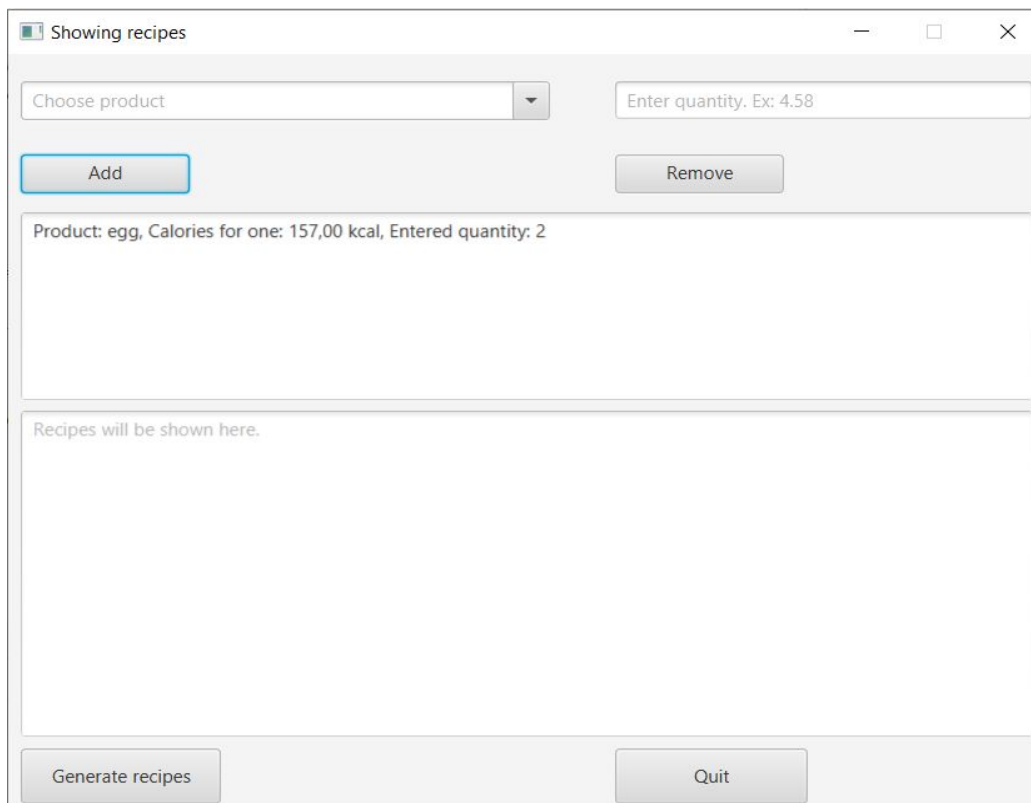 Showing recipes
Choose product
Enter quantity. Ex: 4.58
Add
Remove
Product: egg, Calories for one: 157,00 kcal, Entered quantity: 2
Recipes will be shown here.
Generate recipes
Quit